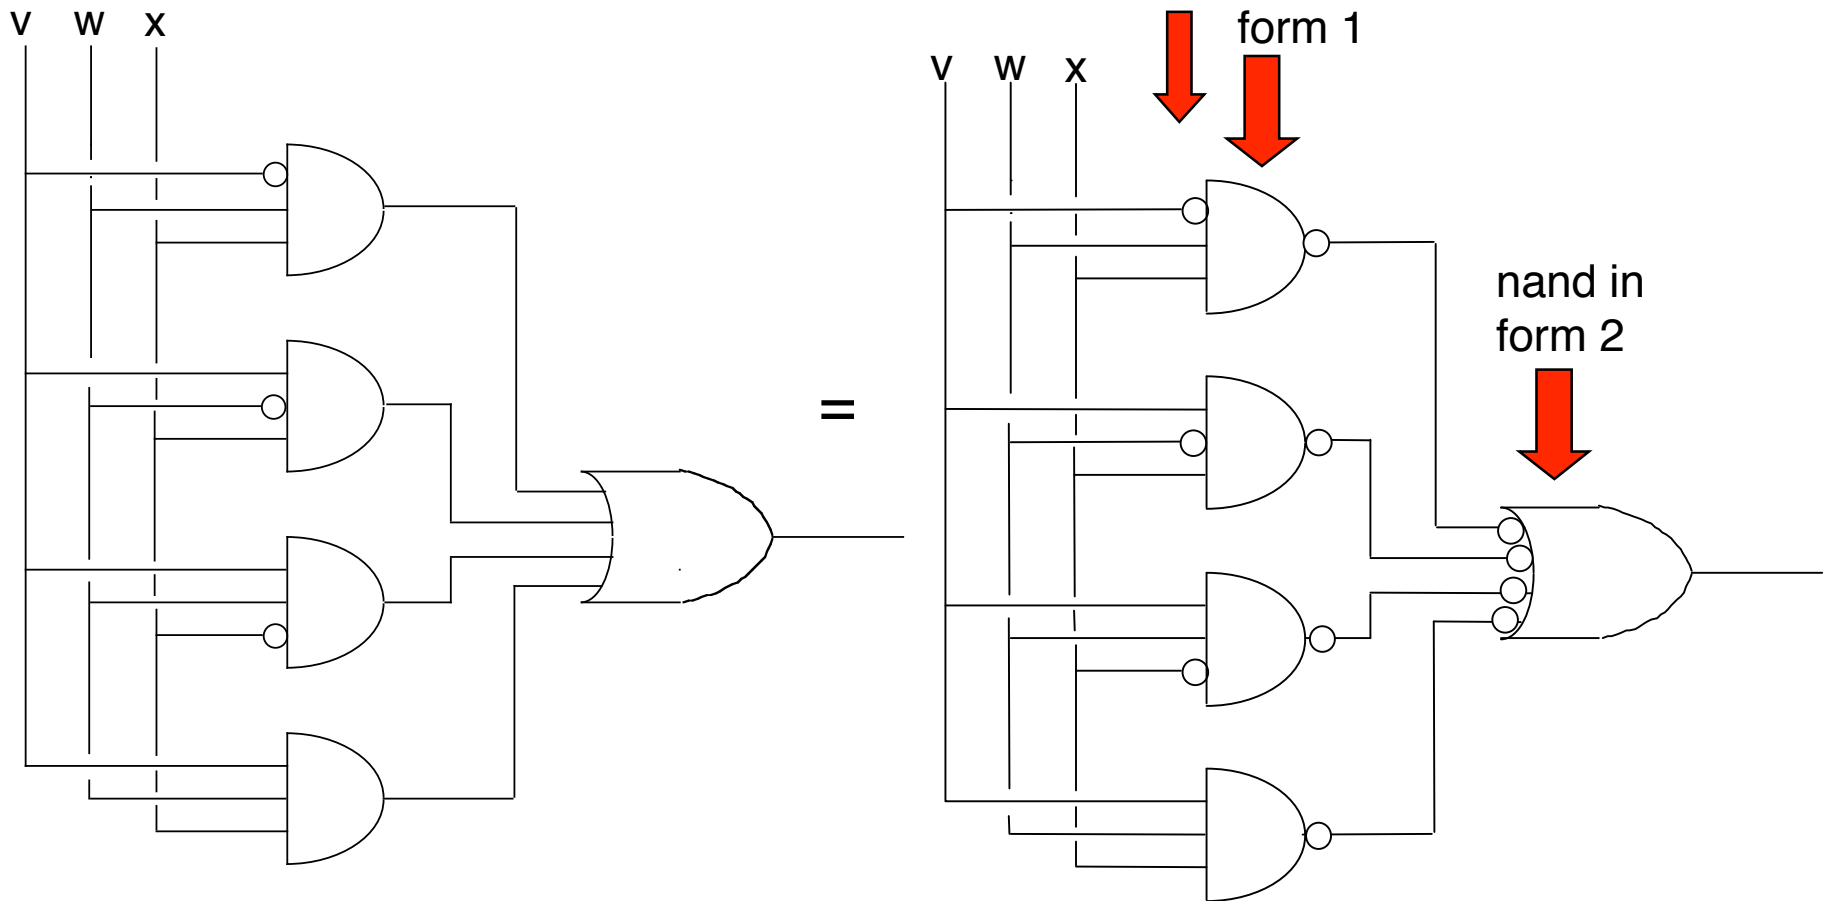 v w x
form 1
v w x
nand in
form 2
=